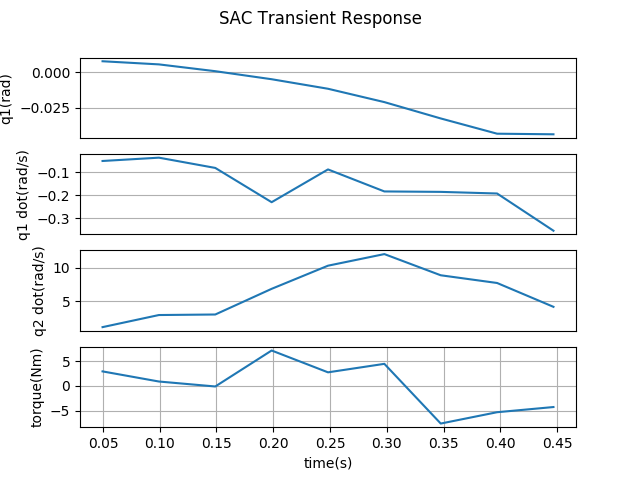 SAC Transient Response
0.000
−0.025
q1(rad)
−0.1
−0.2
−0.3
q1 dot(rad/s)
10
5
q2 dot(rad/s)
5
0
−5
torque(Nm)
0.05 0.10 0.15 0.20 0.25 0.30 0.35 0.40 0.45
time(s)